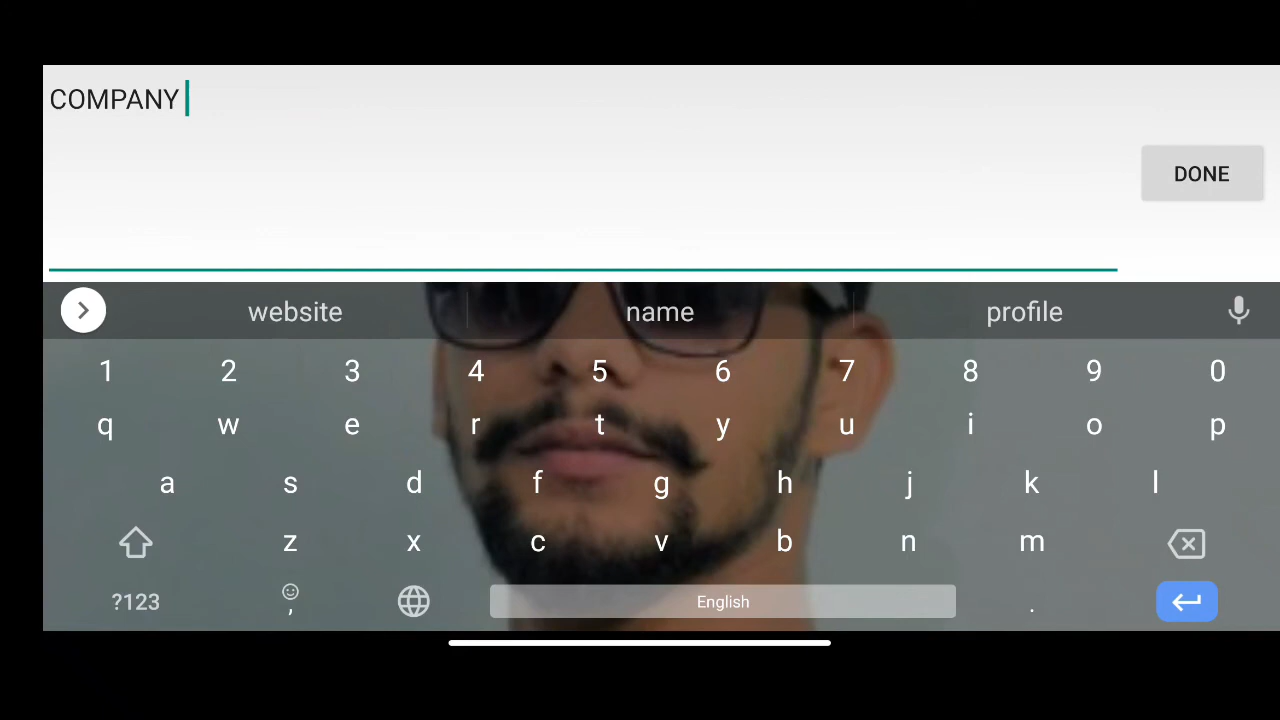 COMPANY
DONE
website name profile
1 2 3 4 5 6 7 8 9 0
q w e r t y u i o p
a s d f g h j k l
z x c v b n m
?123 , English .